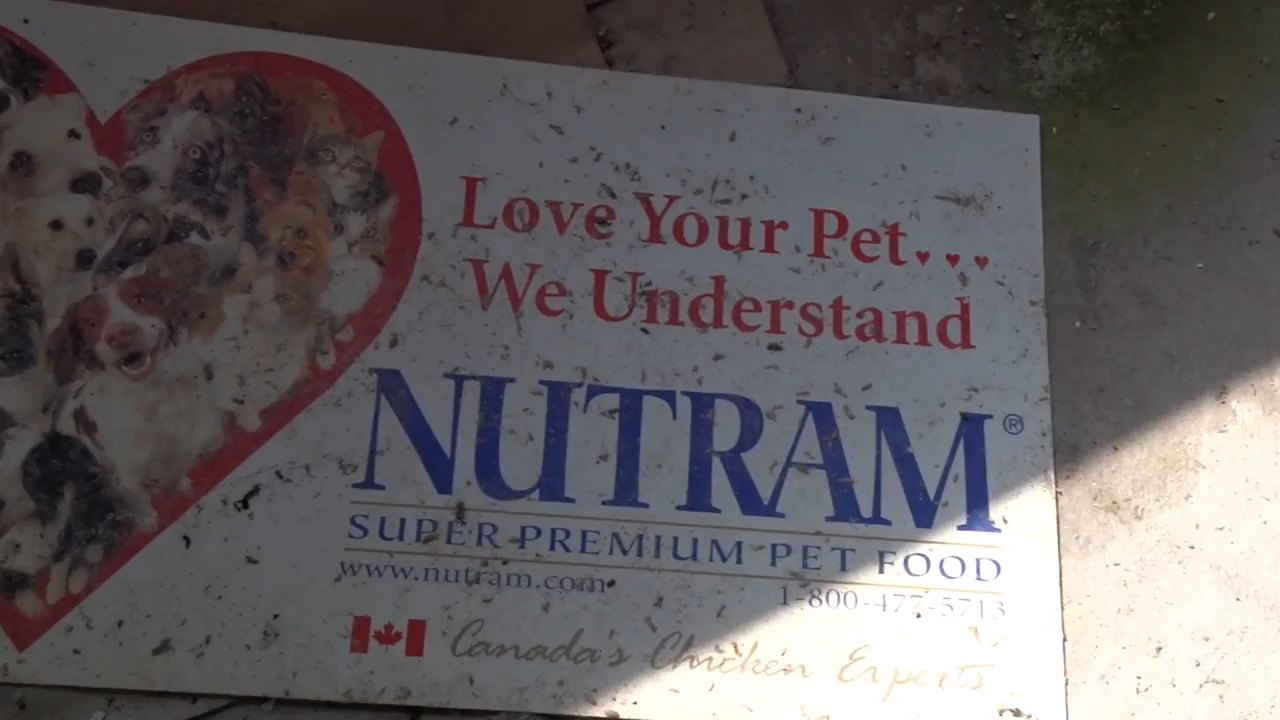 Love Your Pet...
We Understand
NUTRAM®
SUPER PREMIUM PET FOOD
www.nutram.com
1-800-477-5713
Canada's Chicken Experts